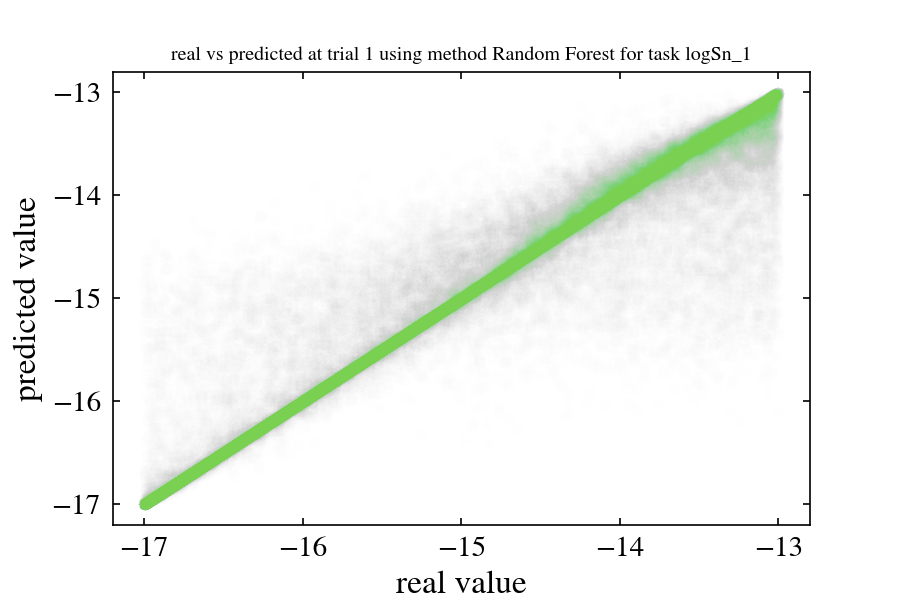 real vs predicted at trial 1 using method Random Forest for task logSn_1
−13
−14
−15
−16
−17
predicted value
−17 −16 −15 −14 −13
real value